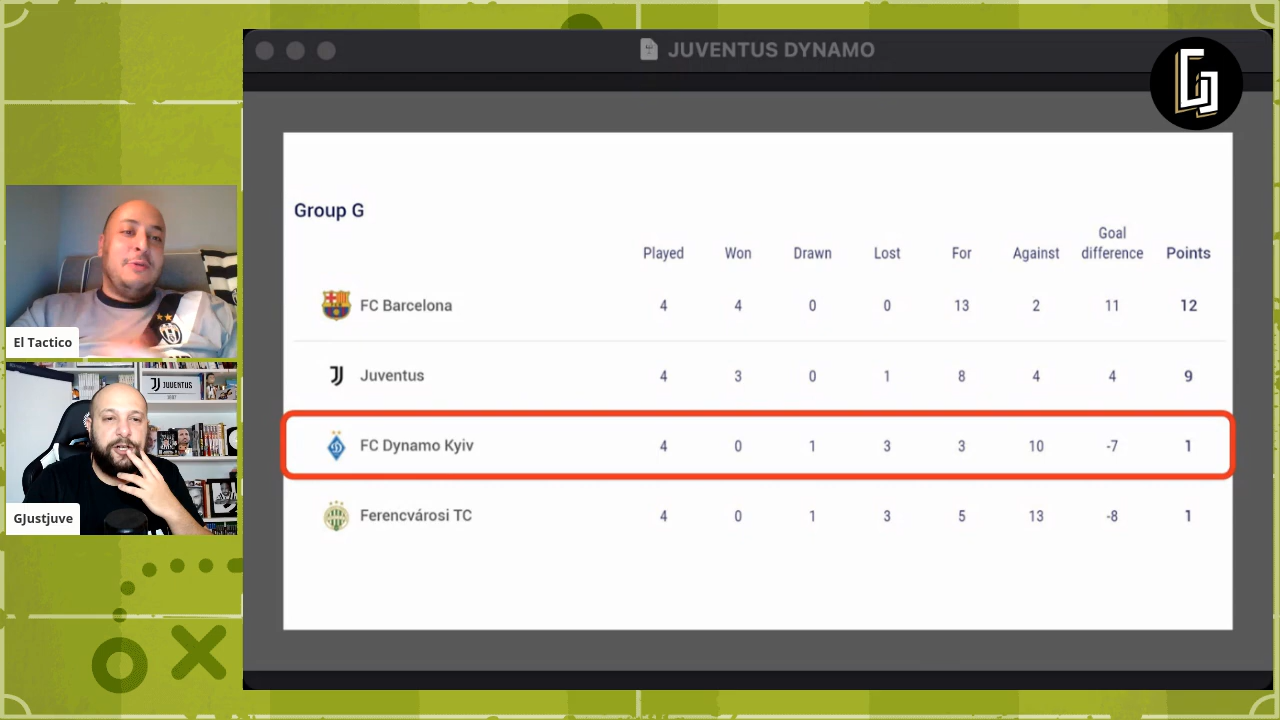 JUVENTUS DYNAMO
Group G
Played Won Drawn Lost For Against Goal difference Points
FC Barcelona 4 4 0 0 13 2 11 12
Juventus 4 3 0 1 8 4 4 9
FC Dynamo Kyiv 4 0 1 3 3 10 -7 1
Ferencvárosi TC 4 0 1 3 5 13 -8 1
El Tactico
JUVENTUS
GJustjuve